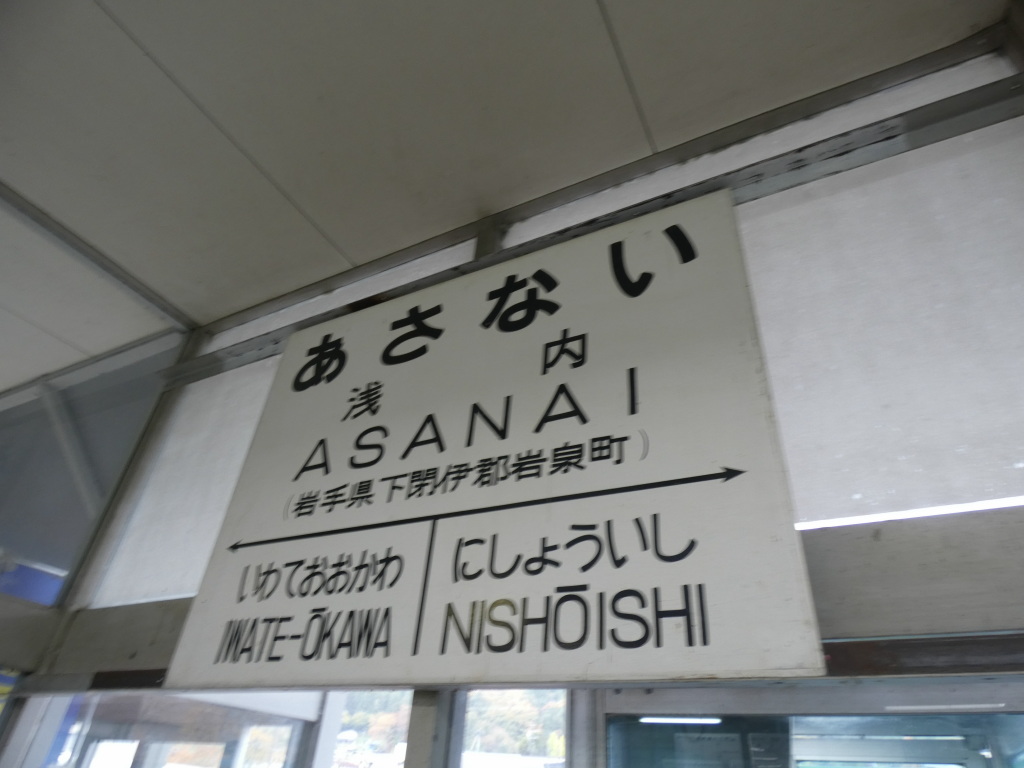 あさない
浅内
ASANAI
(岩手県下閉伊郡岩泉町)
いわておおかわ
IWATE-ŌKAWA
にしょういし
NISHŌISHI